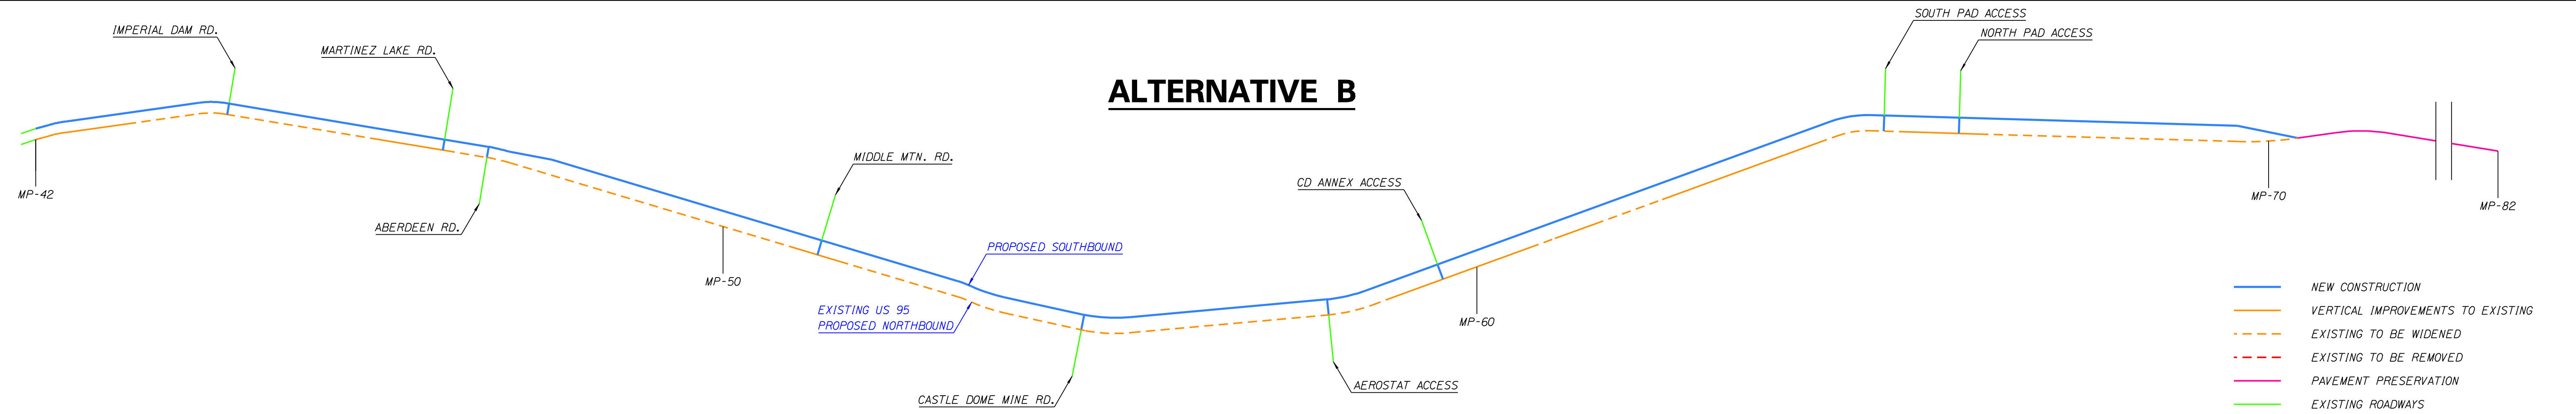 SOUTH PAD ACCESS
IMPERIAL DAM RD.
NORTH PAD ACCESS
MARTINEZ LAKE RD.
ALTERNATIVE B
MIDDLE MTN. RD.
CD ANNEX ACCESS
MP-42
MP-70
MP-82
ABERDEEN RD.
PROPOSED SOUTHBOUND
MP-50
EXISTING US 95
PROPOSED NORTHBOUND
MP-60
AEROSTAT ACCESS
CASTLE DOME MINE RD.
NEW CONSTRUCTION
VERTICAL IMPROVEMENTS TO EXISTING
EXISTING TO BE WIDENED
EXISTING TO BE REMOVED
PAVEMENT PRESERVATION
EXISTING ROADWAYS